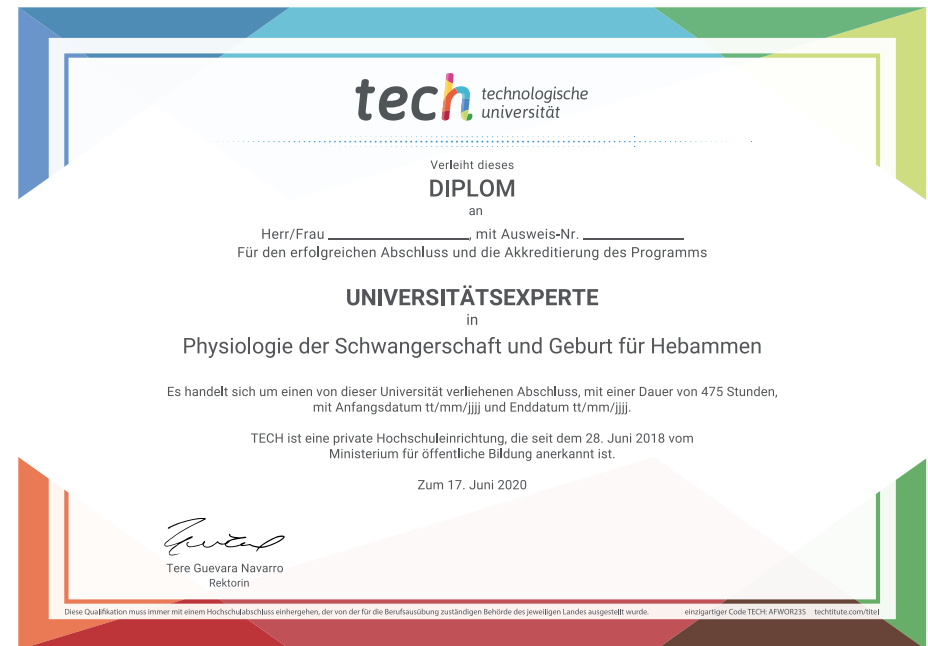 tech technologische
universität
Verleiht dieses
DIPLOM
an
Herr/Frau ____________________, mit Ausweis-Nr. ______________
Für den erfolgreichen Abschluss und die Akkreditierung des Programms
UNIVERSITÄTSEXPERTE
in
Physiologie der Schwangerschaft und Geburt für Hebammen
Es handelt sich um einen von dieser Universität verliehenen Abschluss, mit einer Dauer von 475 Stunden,
mit Anfangsdatum tt/mm/jjjj und Enddatum tt/mm/jjjj.
TECH ist eine private Hochschuleinrichtung, die seit dem 28. Juni 2018 vom
Ministerium für öffentliche Bildung anerkannt ist.
Zum 17. Juni 2020
Tere Guevara Navarro
Rektorin
Diese Qualifikation muss immer mit einem Hochschulabschluss einhergehen, der von der für die Berufsausübung zuständigen Behörde des jeweiligen Landes ausgestellt wurde. einzigartiger Code TECH: AFWOR23S techtitute.com/titel